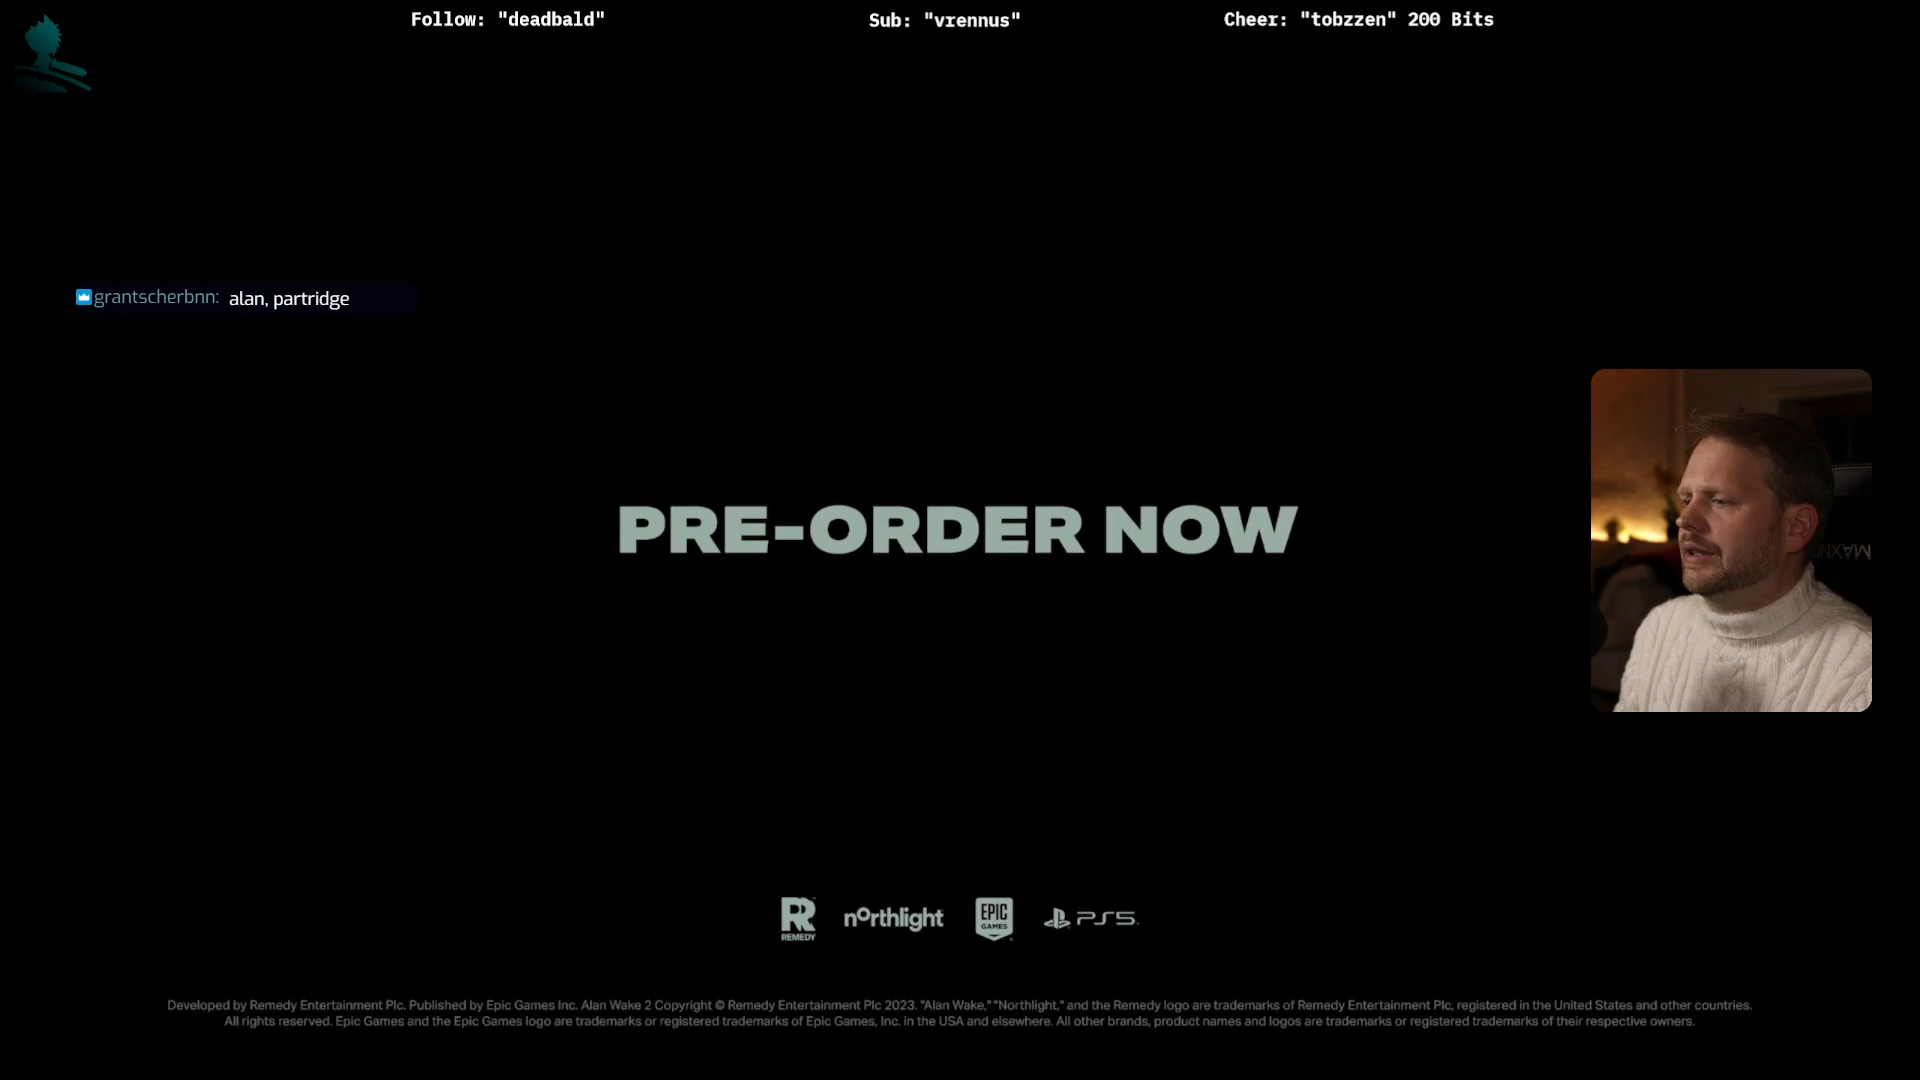 Follow: "deadbald"
Sub: "vrennus"
Cheer: "tobzzen" 200 Bits
grantscherbnn: alan, partridge
PRE-ORDER NOW
REMEDY
northlight
EPIC GAMES
PS5
Developed by Remedy Entertainment Plc. Published by Epic Games Inc. Alan Wake 2 Copyright © Remedy Entertainment Plc 2023. "Alan Wake," "Northlight," and the Remedy logo are trademarks of Remedy Entertainment Plc, registered in the United States and other countries.
All rights reserved. Epic Games and the Epic Games logo are trademarks or registered trademarks of Epic Games, Inc. in the USA and elsewhere. All other brands, product names and logos are trademarks or registered trademarks of their respective owners.